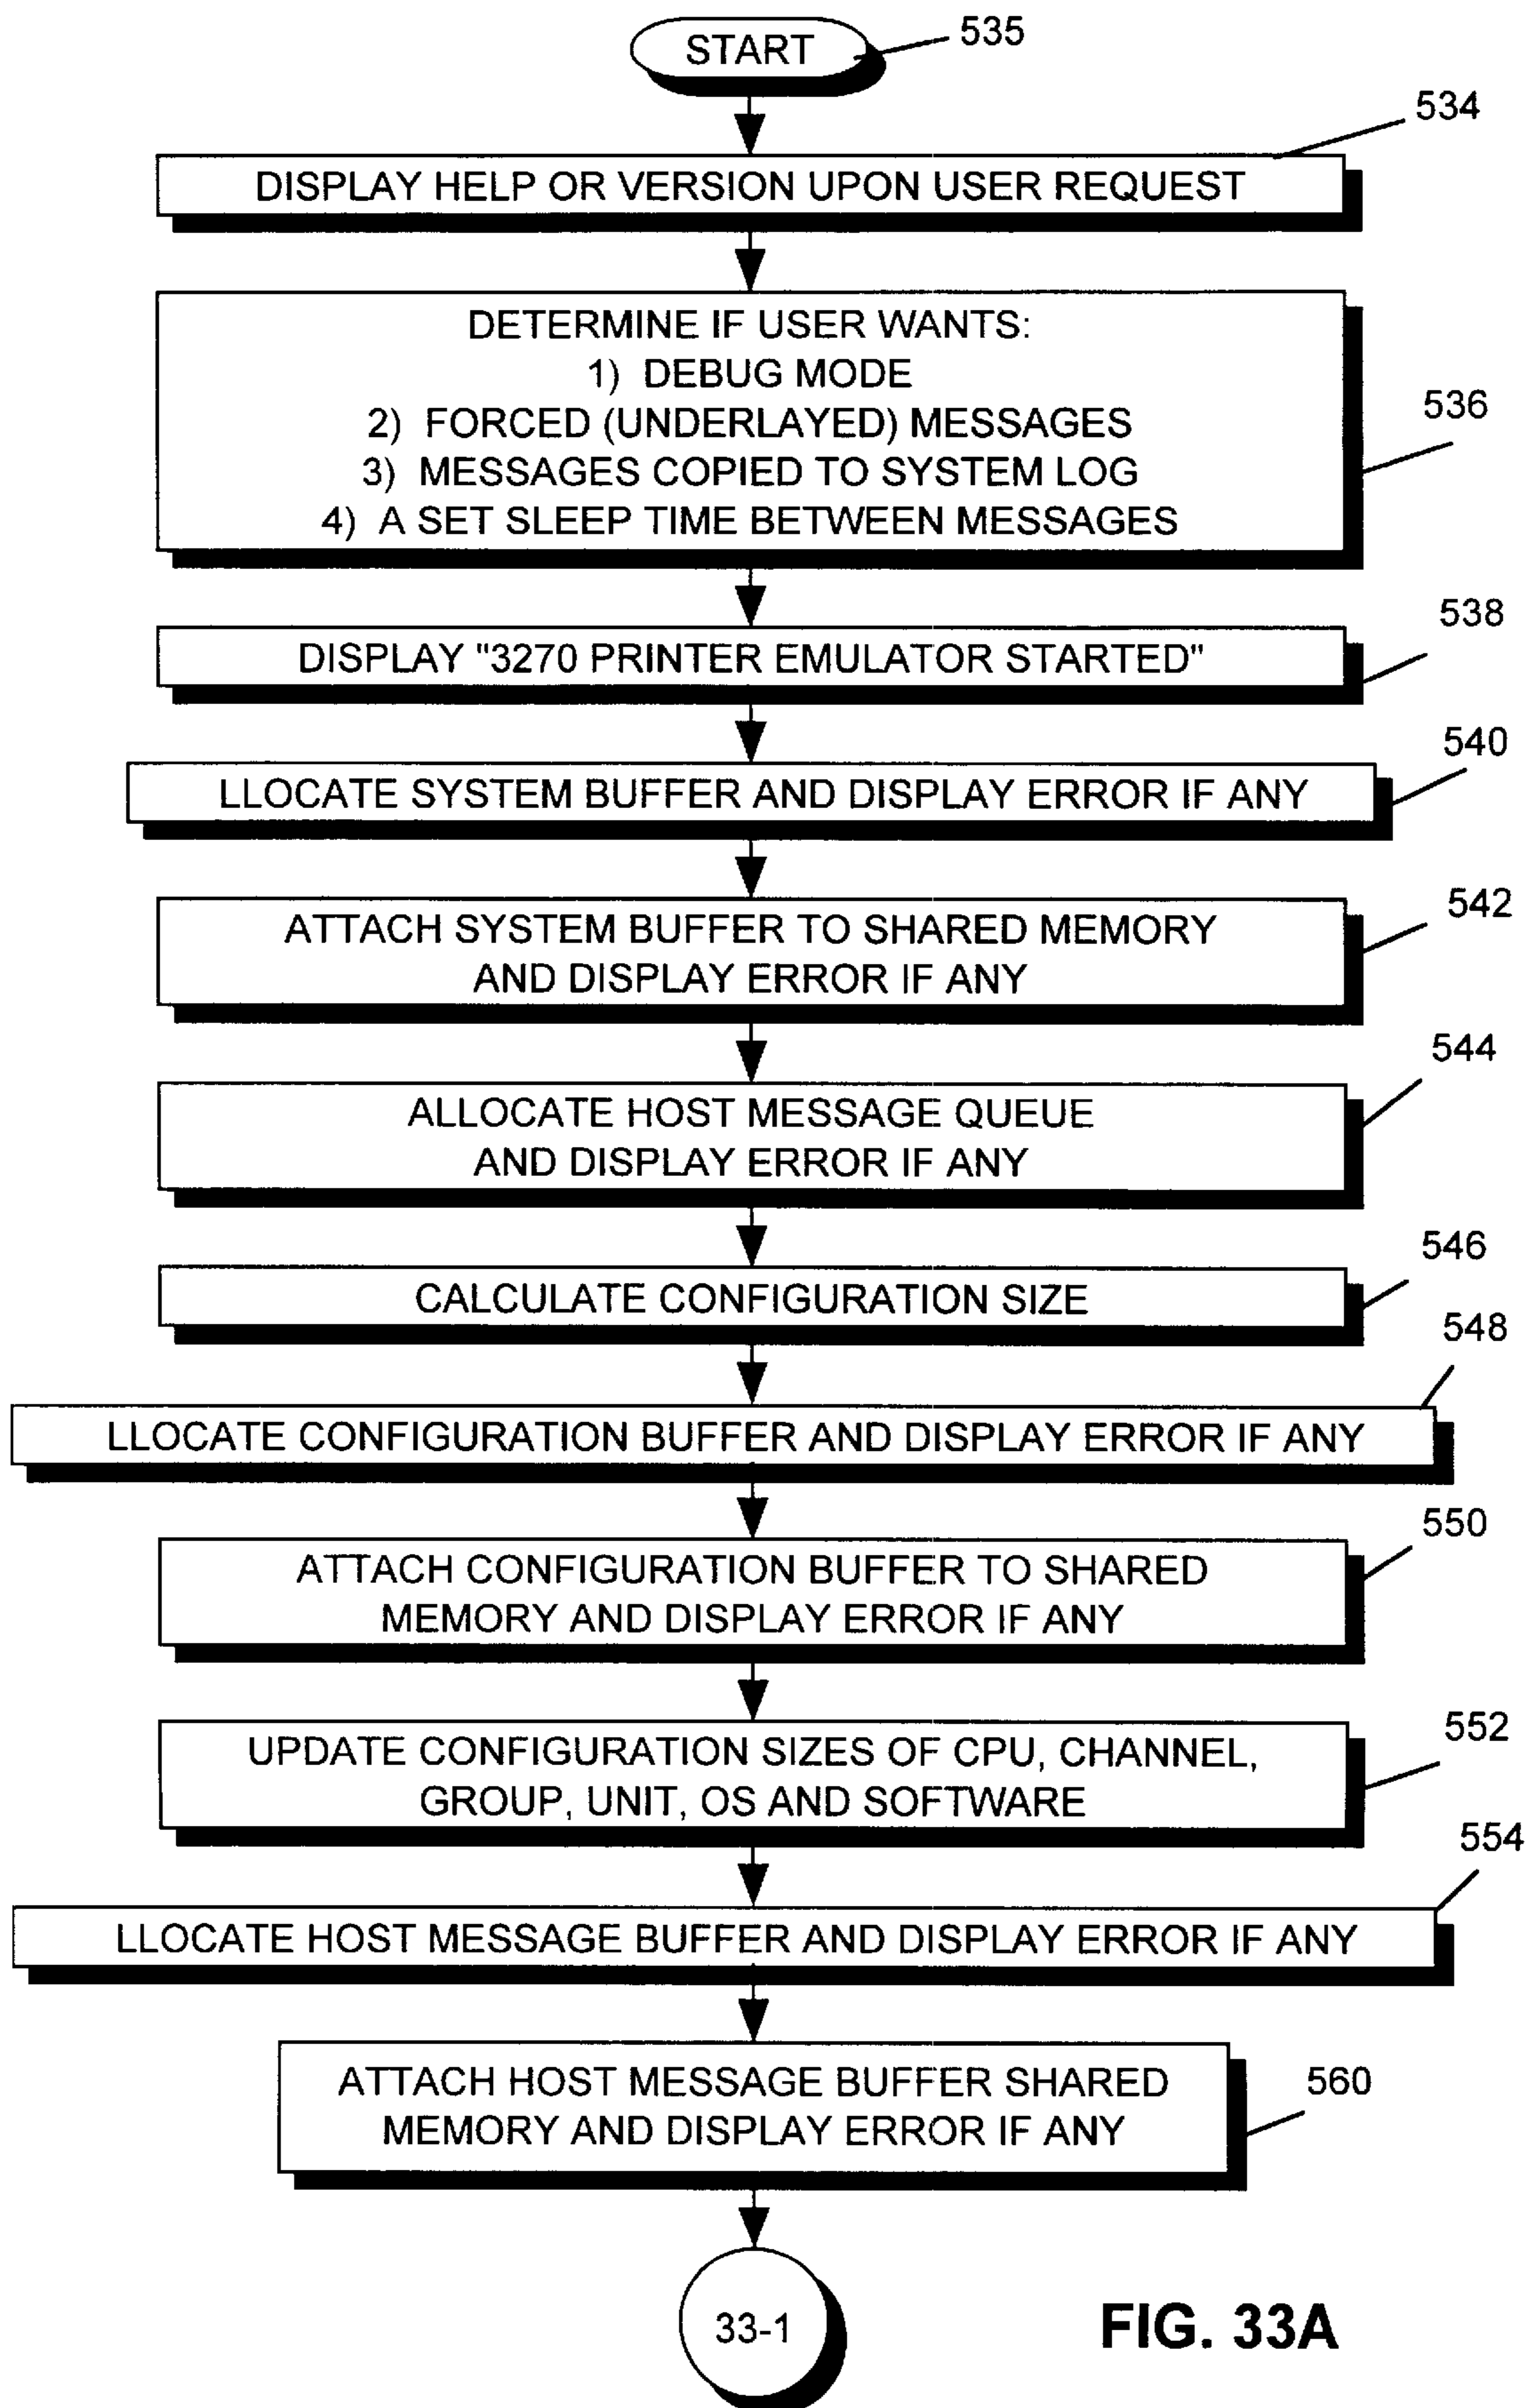 START
535
534
DISPLAY HELP OR VERSION UPON USER REQUEST
DETERMINE IF USER WANTS:
1) DEBUG MODE
2) FORCED (UNDERLAYED) MESSAGES
3) MESSAGES COPIED TO SYSTEM LOG
4) A SET SLEEP TIME BETWEEN MESSAGES
536
538
DISPLAY "3270 PRINTER EMULATOR STARTED"
540
LLOCATE SYSTEM BUFFER AND DISPLAY ERROR IF ANY
542
ATTACH SYSTEM BUFFER TO SHARED MEMORY
AND DISPLAY ERROR IF ANY
544
ALLOCATE HOST MESSAGE QUEUE
AND DISPLAY ERROR IF ANY
546
CALCULATE CONFIGURATION SIZE
548
LLOCATE CONFIGURATION BUFFER AND DISPLAY ERROR IF ANY
550
ATTACH CONFIGURATION BUFFER TO SHARED
MEMORY AND DISPLAY ERROR IF ANY
552
UPDATE CONFIGURATION SIZES OF CPU, CHANNEL,
GROUP, UNIT, OS AND SOFTWARE
554
LLOCATE HOST MESSAGE BUFFER AND DISPLAY ERROR IF ANY
560
ATTACH HOST MESSAGE BUFFER SHARED
MEMORY AND DISPLAY ERROR IF ANY
33-1
FIG. 33A